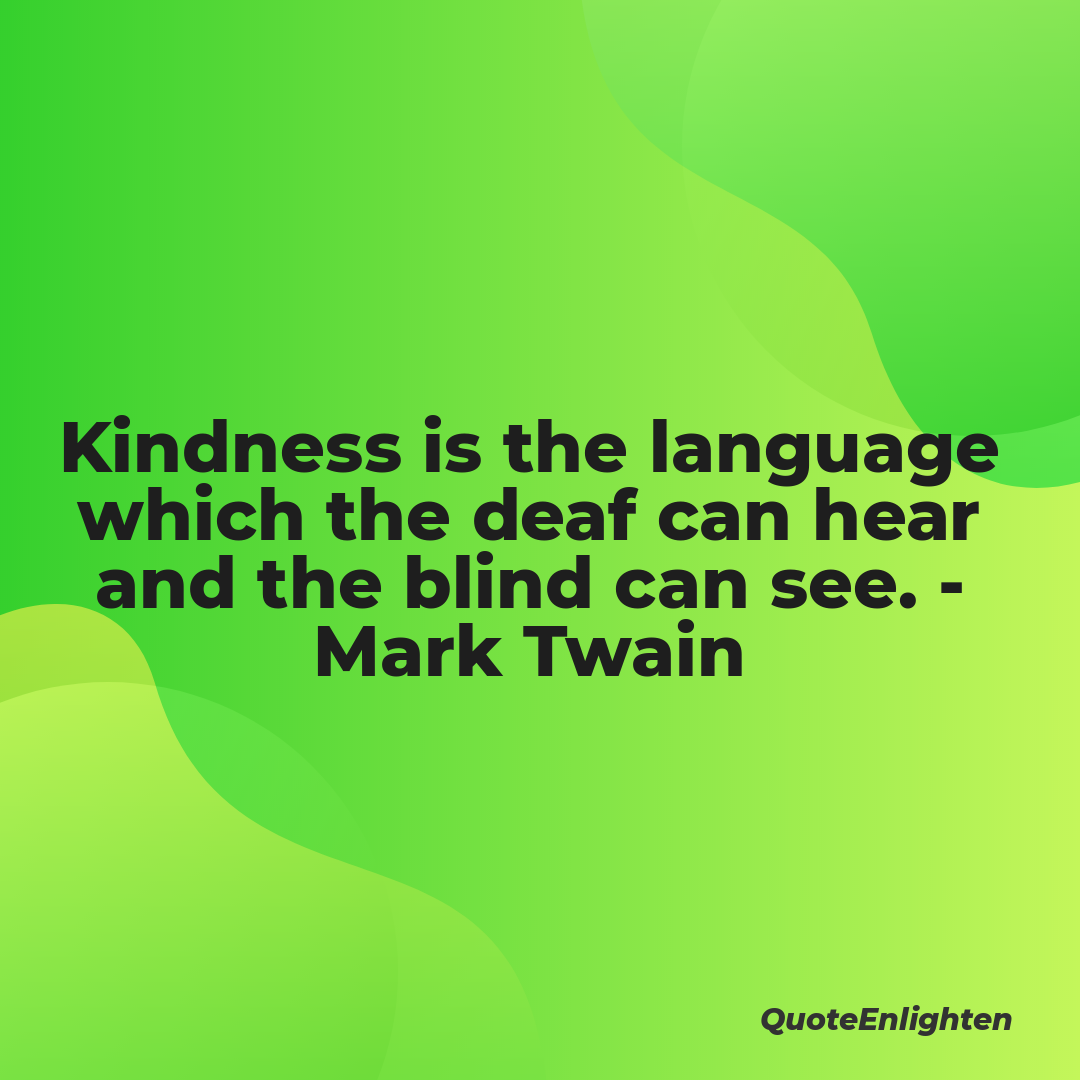 Kindness is the language
which the deaf can hear
and the blind can see. -
Mark Twain
QuoteEnlighten